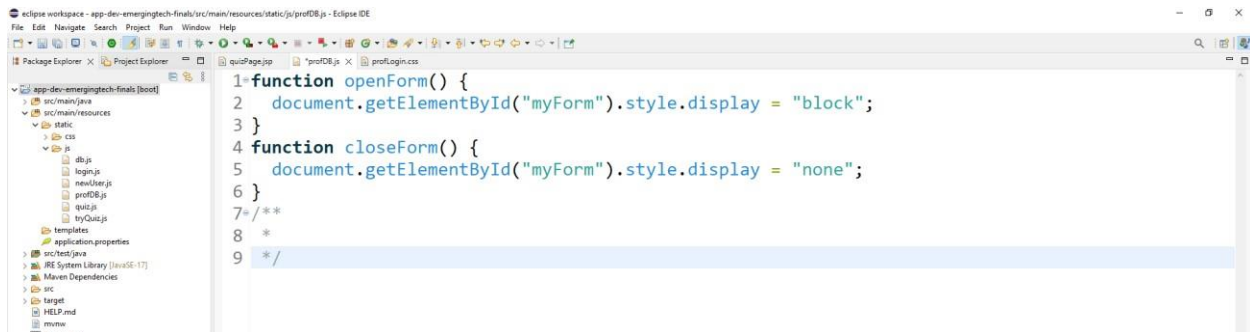 eclipse workspace - app-dev-emergingtech-finals/src/main/resources/static/js/profDB.js - Eclipse IDE
File Edit Navigate Search Project Run Window Help
Package Explorer Project Explorer
quizPage.jsp *profDB.js profLogin.css
app-dev-emergingtech-finals [boot]
src/main/java
src/main/resources
static
css
js
db.js
login.js
newUser.js
profDB.js
quiz.js
tryQuiz.js
templates
application.properties
src/test/java
JRE System Library [JavaSE-17]
Maven Dependencies
src
target
HELP.md
mvnw
1 function openForm() {
2 document.getElementById("myForm").style.display = "block";
3 }
4 function closeForm() {
5 document.getElementById("myForm").style.display = "none";
6 }
7 /**
8 *
9 */